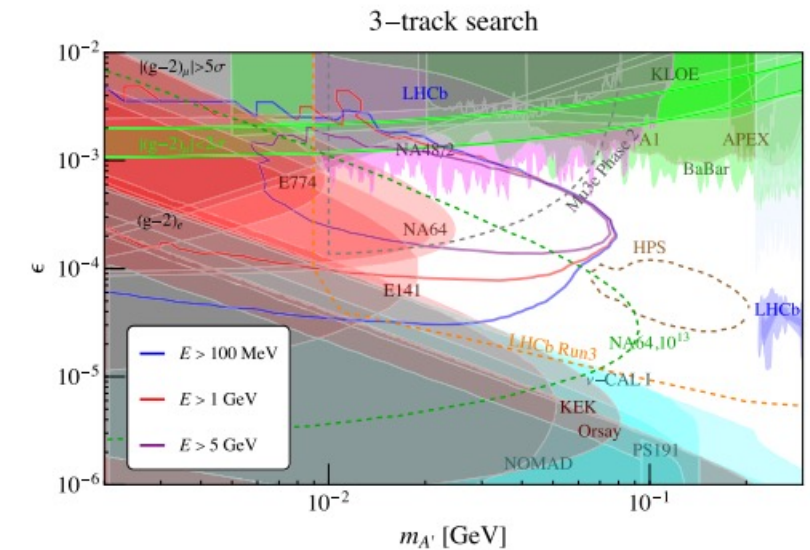 3−track search
10⁻²
|(g-2)μ|>5σ
KLOE
LHCb
10⁻³
|(g-2)μ|<2σ
NA48/2
A1
APEX
Mu3e Phase 2
BaBar
E774
(g-2)e
NA64
HPS
ϵ
10⁻⁴
E141
LHCb
LHCb Run3
NA64,10¹³
E > 100 MeV
ν−CAL I
10⁻⁵
E > 1 GeV
KEK
Orsay
E > 5 GeV
PS191
NOMAD
10⁻⁶
10⁻²
10⁻¹
mA' [GeV]